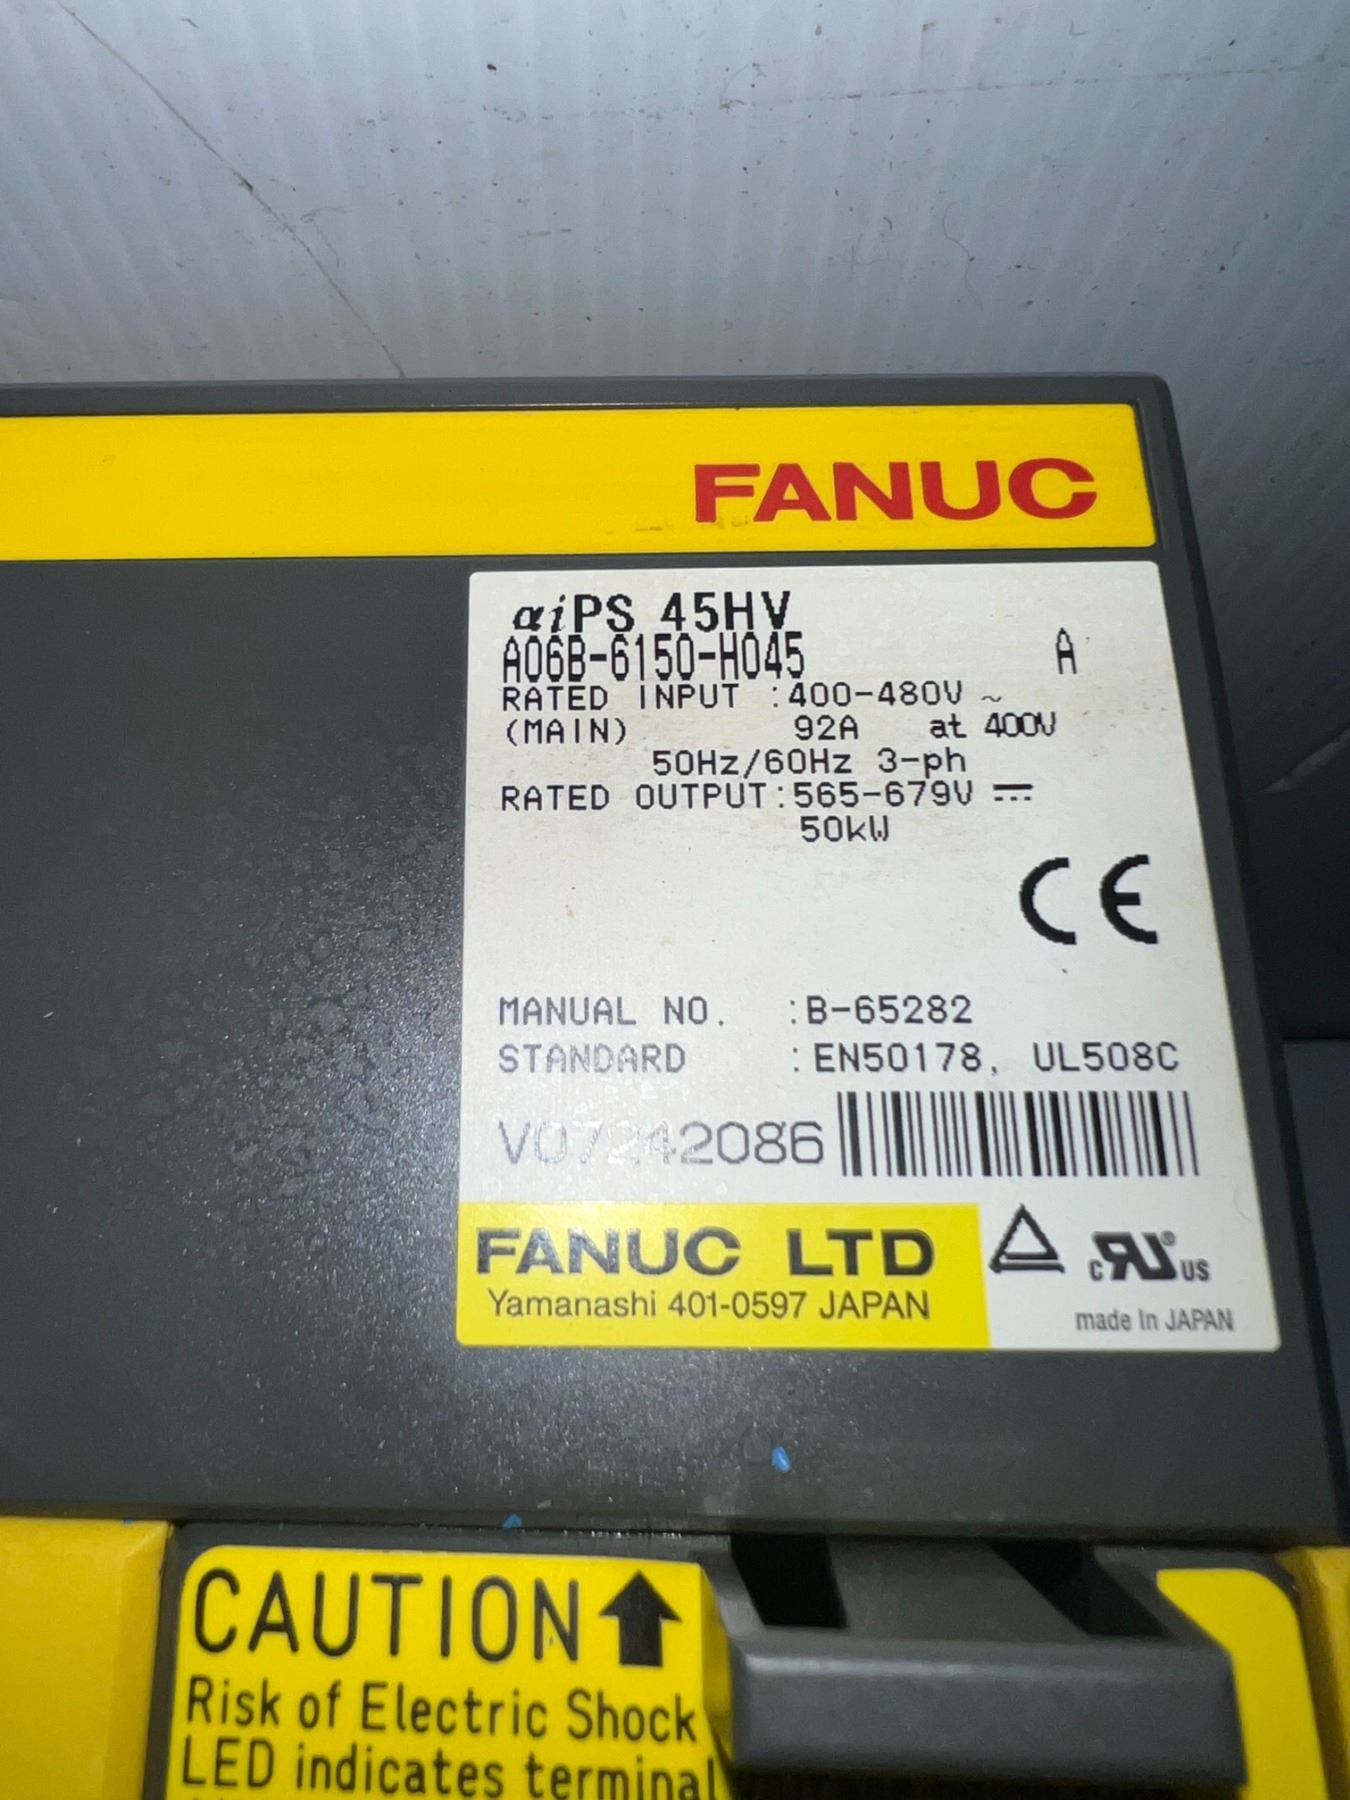 FANUC
αiPS 45HV
A06B-6150-H045 A
RATED INPUT :400-480V ~
(MAIN) 92A at 400V
50Hz/60Hz 3-ph
RATED OUTPUT:565-679V ⎓
50kW
CE
MANUAL NO. :B-65282
STANDARD :EN50178, UL508C
V07242086
FANUC LTD
Yamanashi 401-0597 JAPAN
c RU ® US
made In JAPAN
CAUTION
Risk of Electric Shock
LED indicates terminal